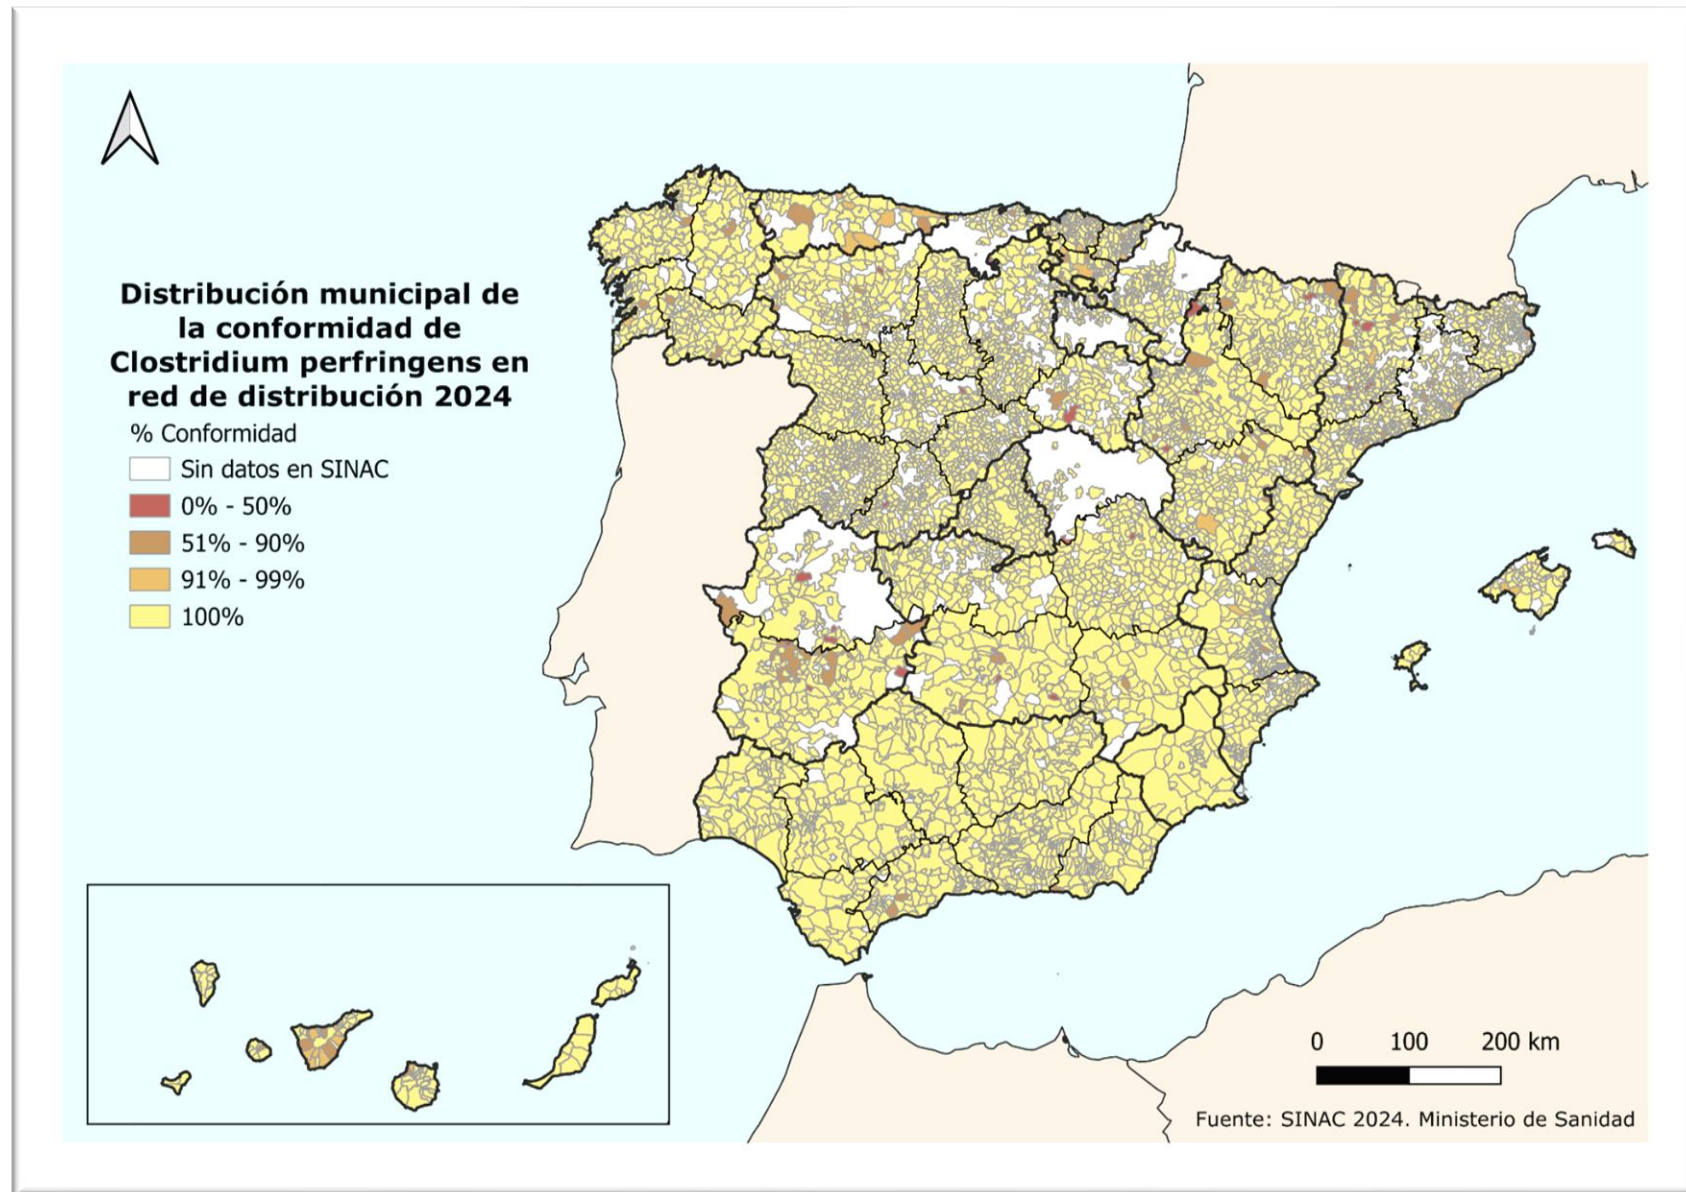 Distribución municipal de
la conformidad de
Clostridium perfringens en
red de distribución 2024
% Conformidad
Sin datos en SINAC
0% - 50%
51% - 90%
91% - 99%
100%
0 100 200 km
Fuente: SINAC 2024. Ministerio de Sanidad